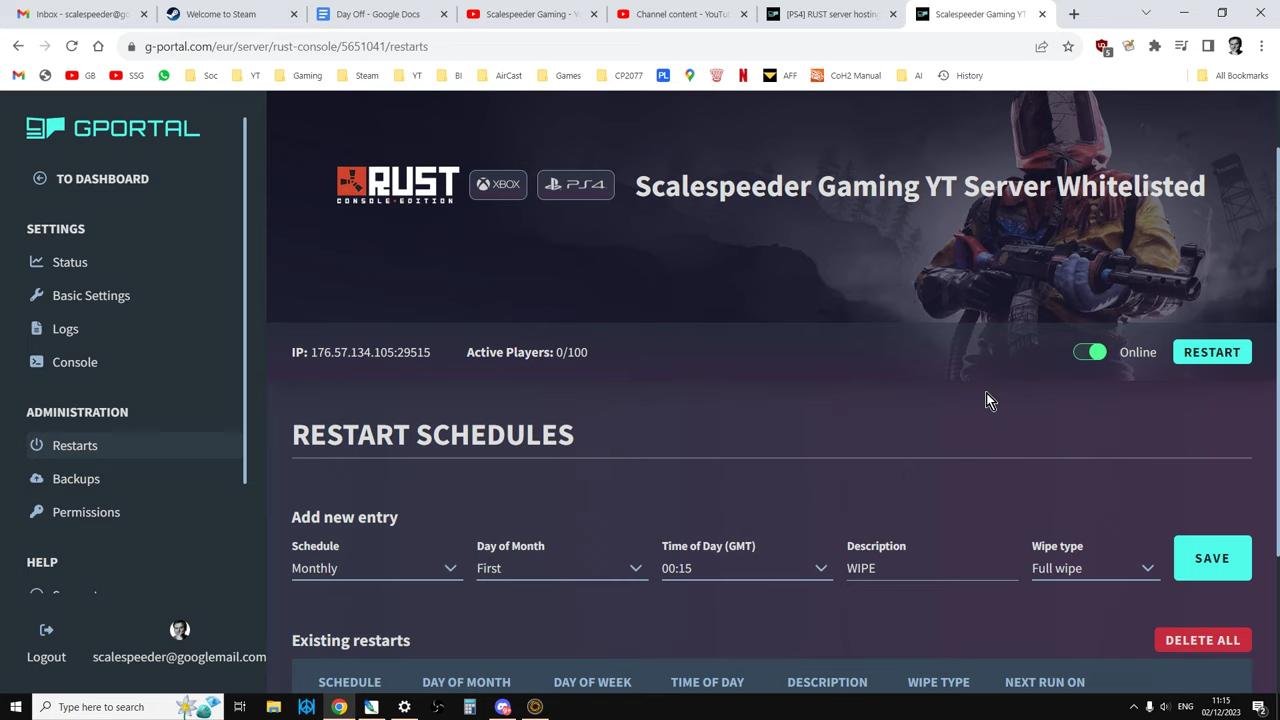 Inbox - scalespeeder@go
Welcome to Steam
Day Off - Google Docs
Scalespeeder Gaming - Y
Channel content - YouTu
[PS4] RUST server hostin
Scalespeeder Gaming YT
g-portal.com/eur/server/rust-console/5651041/restarts
5
GB
SSG
Soc
YT
Gaming
Steam
YT
BI
AirCast
Games
CP2077
PL
AFF
CoH2 Manual
AI
History
All Bookmarks
GPORTAL
TO DASHBOARD
SETTINGS
Status
Basic Settings
Logs
Console
ADMINISTRATION
Restarts
Backups
Permissions
HELP
Logout
scalespeeder@googlemail.com
RUST
CONSOLE EDITION
XBOX
PS4
Scalespeeder Gaming YT Server Whitelisted
IP: 176.57.134.105:29515
Active Players: 0/100
Online
RESTART
RESTART SCHEDULES
Add new entry
Schedule
Day of Month
Time of Day (GMT)
Description
Wipe type
Monthly
First
00:15
WIPE
Full wipe
SAVE
Existing restarts
DELETE ALL
SCHEDULE
DAY OF MONTH
DAY OF WEEK
TIME OF DAY
DESCRIPTION
WIPE TYPE
NEXT RUN ON
Type here to search
11:15
02/12/2023
2